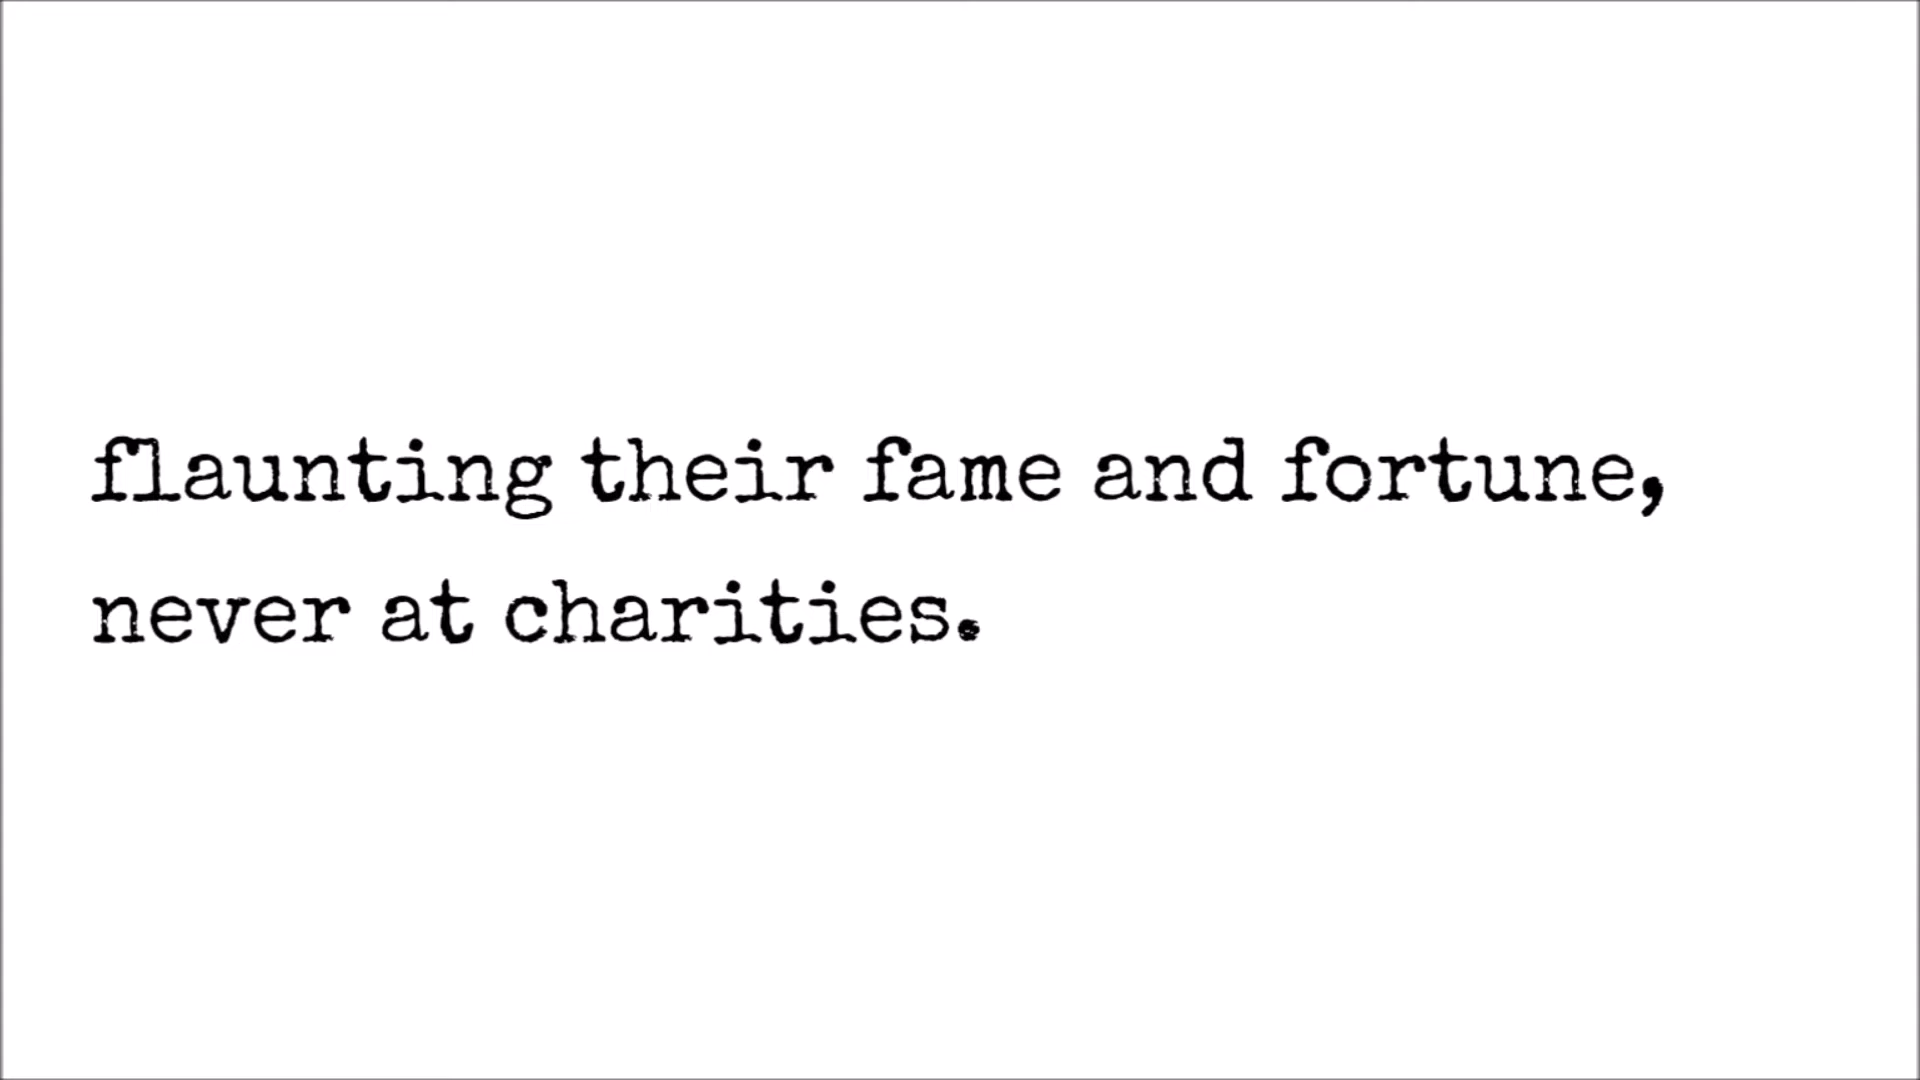 flaunting their fame and fortune,
never at charities.